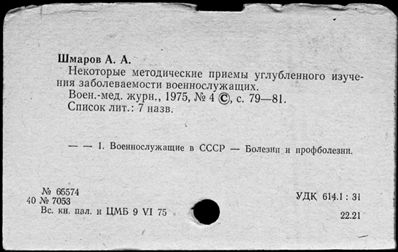 Шмаров А. А.
Некоторые методические приемы углубленного изуче-
ния заболеваемости военнослужащих.
Воен.-мед. журн., 1975, № 4 ©, с. 79—81.
Список лит.: 7 назв.
— — 1. Военнослужащие в СССР — Болезни и профболезни.
№ 66574
40 № 7053
Вс. кн. пал. и ЦМБ 9 VI 75
УДК 614.1 : 31
22.21